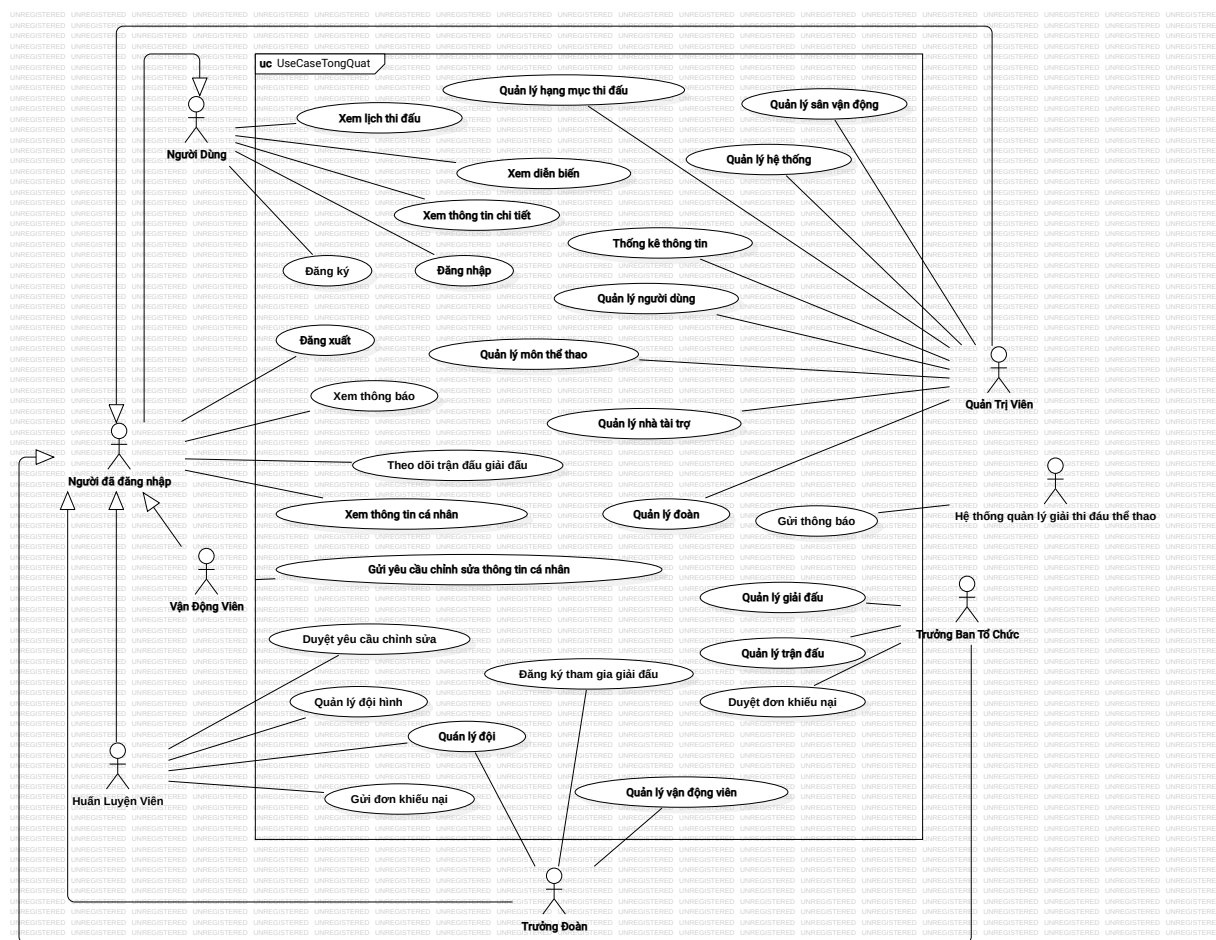 uc UseCaseTongQuat
Quản lý hạng mục thi đấu
Quản lý sân vận động
Xem lịch thi đấu
Người Dùng
Quản lý hệ thống
Xem diễn biến
Xem thông tin chi tiết
Thống kê thông tin
Đăng ký
Đăng nhập
Quản lý người dùng
Đăng xuất
Quản lý môn thể thao
Xem thông báo
Quản Trị Viên
Quản lý nhà tài trợ
Theo dõi trận đấu giải đấu
Người đã đăng nhập
Xem thông tin cá nhân
Quản lý đoàn
Gửi thông báo
Hệ thống quản lý giải thi đáu thể thao
Gửi yêu cầu chỉnh sửa thông tin cá nhân
Vận Động Viên
Quản lý giải đấu
Trưởng Ban Tổ Chức
Duyệt yêu cầu chỉnh sửa
Quản lý trận đấu
Đăng ký tham gia giải đấu
Quản lý đội hình
Duyệt đơn khiếu nại
Quán lý đội
Quản lý vận động viên
Huấn Luyện Viên
Gửi đơn khiếu nại
Trưởng Đoàn
UNREGISTERED